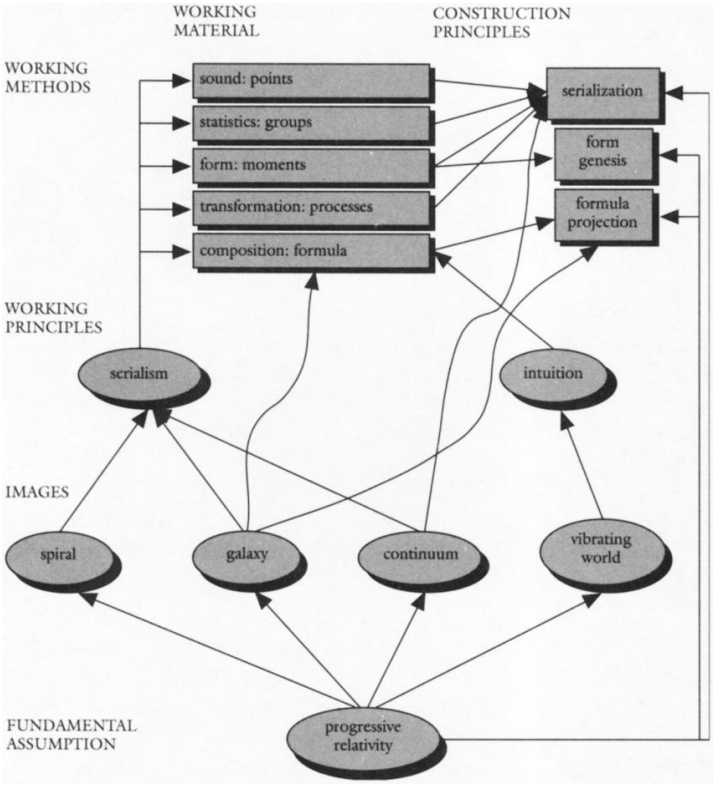 WORKING
MATERIAL
CONSTRUCTION
PRINCIPLES
WORKING
METHODS
sound: points
statistics: groups
form: moments
transformation: processes
composition: formula
serialization
form
genesis
formula
projection
WORKING
PRINCIPLES
serialism
intuition
IMAGES
spiral
galaxy
continuum
vibrating
world
FUNDAMENTAL
ASSUMPTION
progressive
relativity